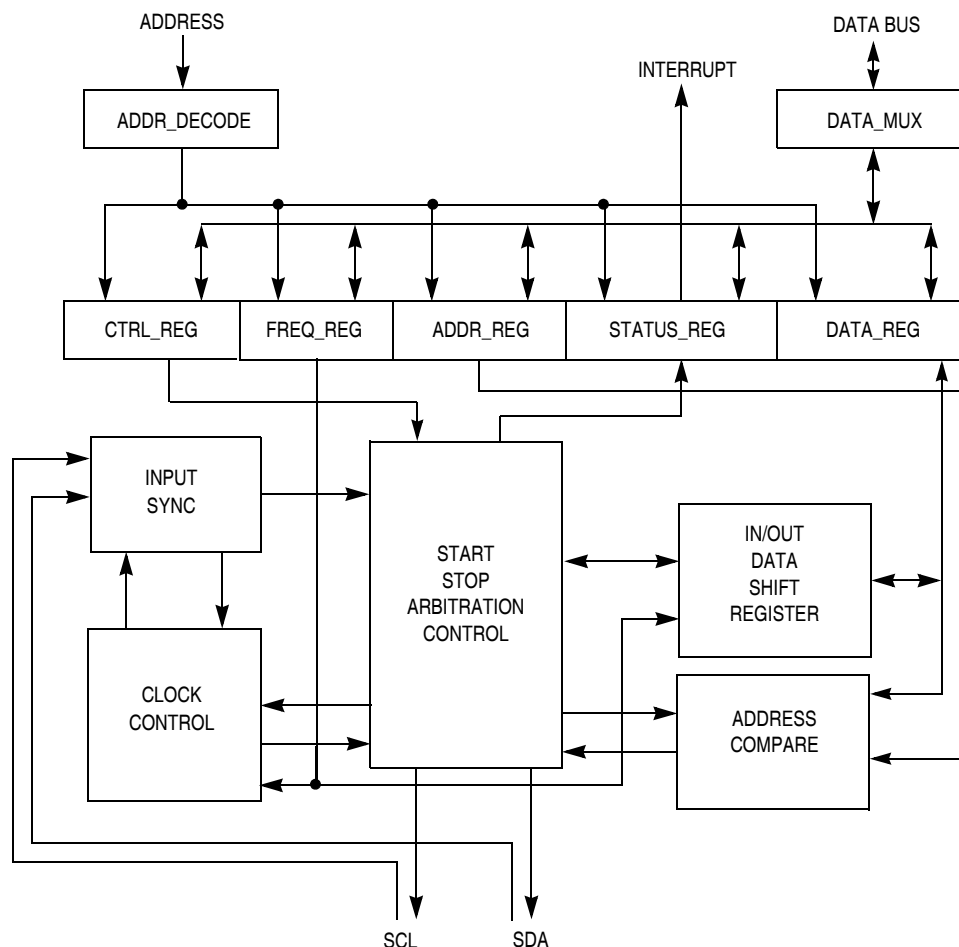 ADDRESS
DATA BUS
INTERRUPT
ADDR_DECODE
DATA_MUX
CTRL_REG
FREQ_REG
ADDR_REG
STATUS_REG
DATA_REG
INPUT
SYNC
START
STOP
ARBITRATION
CONTROL
IN/OUT
DATA
SHIFT
REGISTER
CLOCK
CONTROL
ADDRESS
COMPARE
SCL
SDA